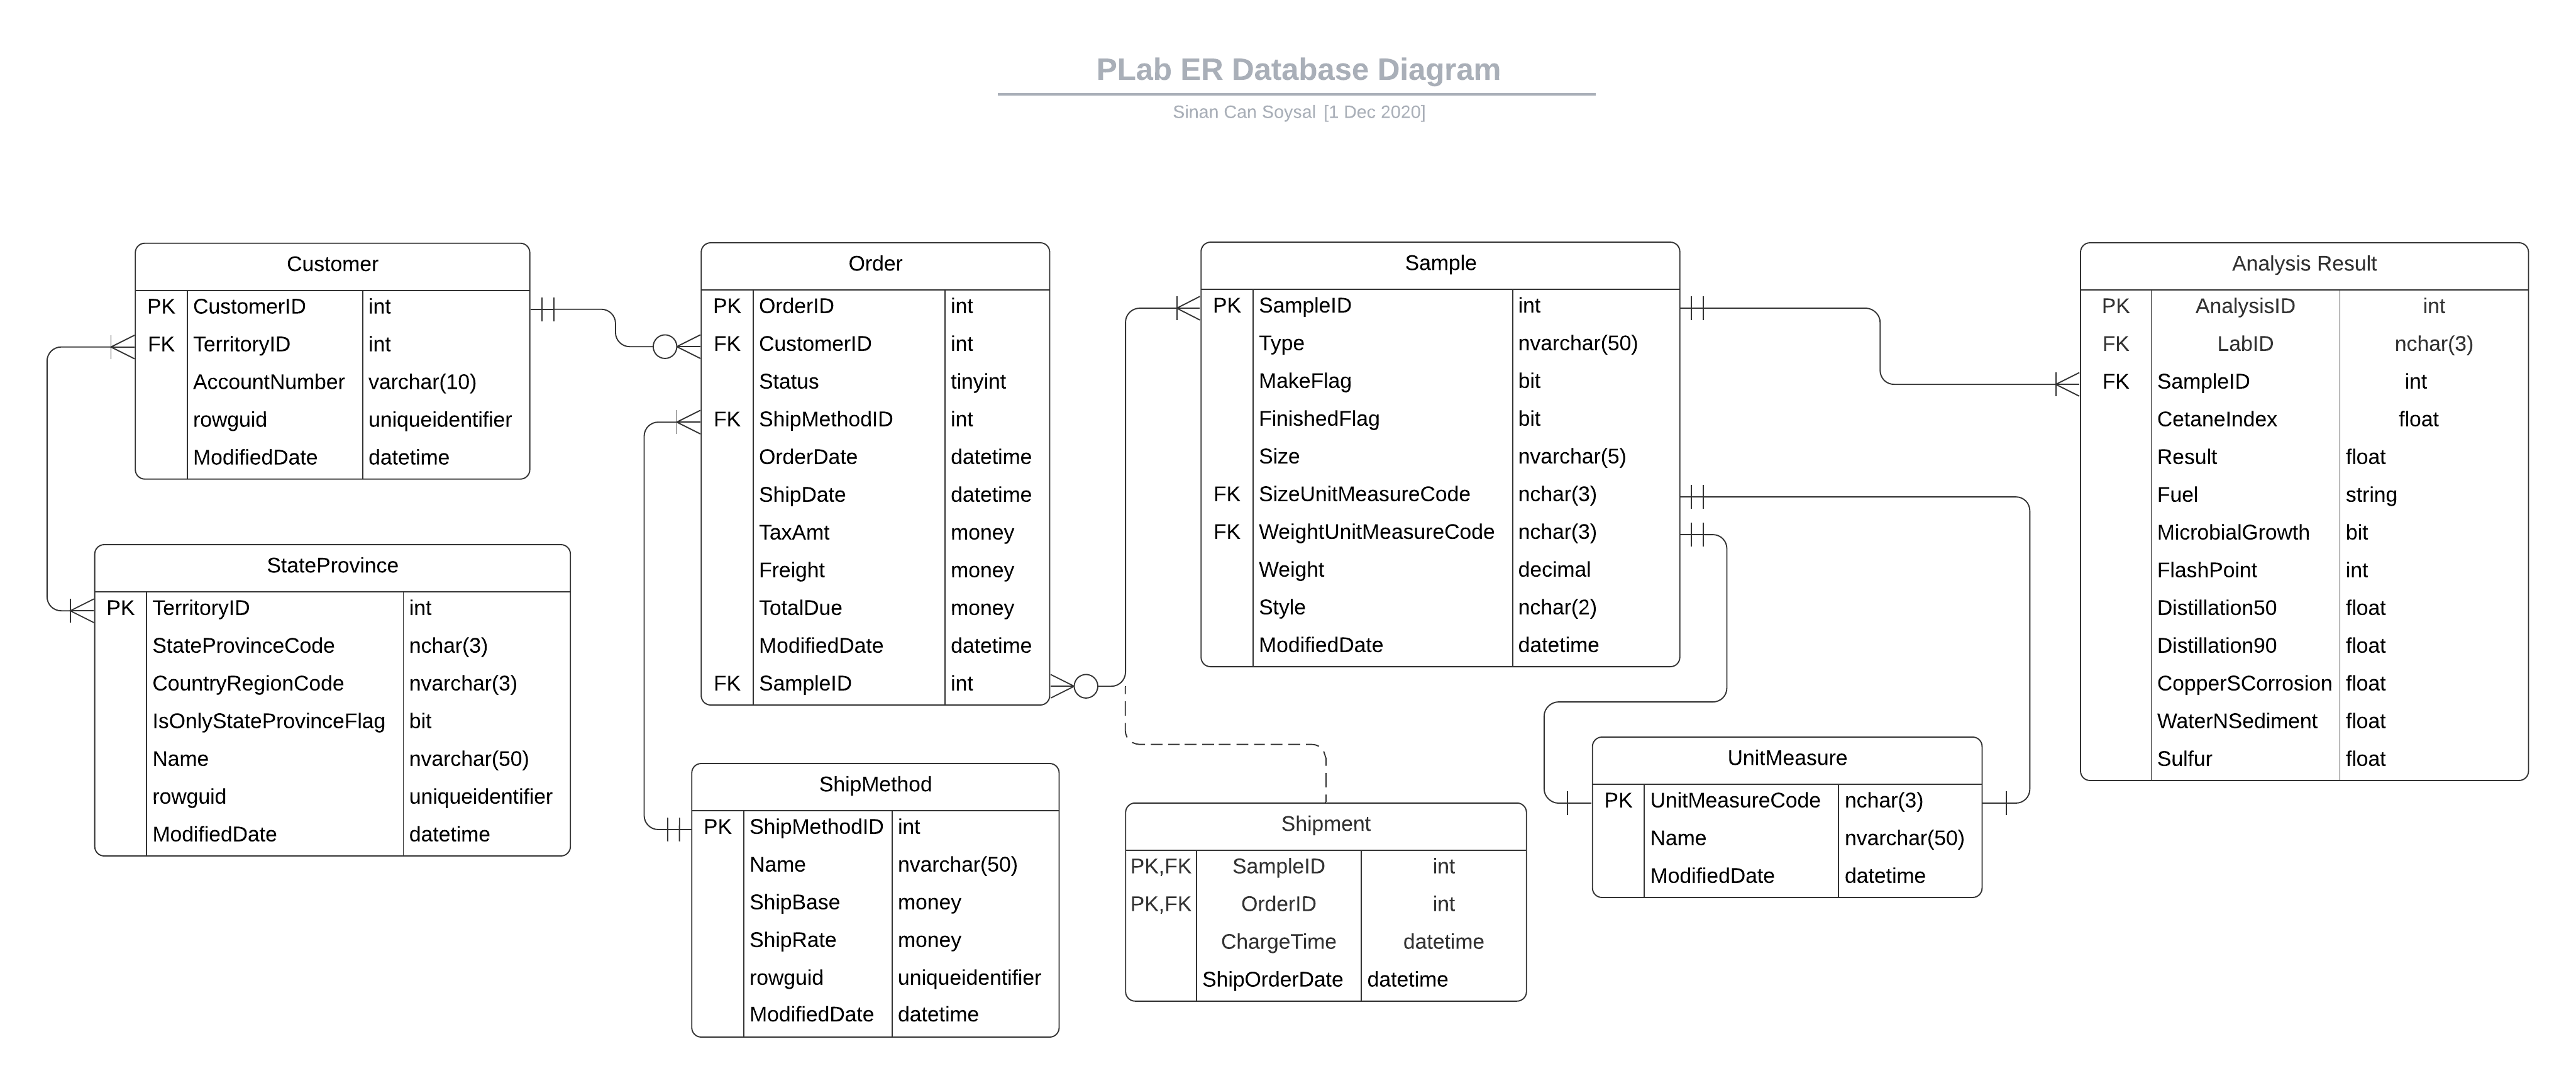 PLab ER Database Diagram
Sinan Can Soysal [1 Dec 2020]
Customer
PK CustomerID int
FK TerritoryID int
AccountNumber varchar(10)
rowguid uniqueidentifier
ModifiedDate datetime
StateProvince
PK TerritoryID int
StateProvinceCode nchar(3)
CountryRegionCode nvarchar(3)
IsOnlyStateProvinceFlag bit
Name nvarchar(50)
rowguid uniqueidentifier
ModifiedDate datetime
Order
PK OrderID int
FK CustomerID int
Status tinyint
FK ShipMethodID int
OrderDate datetime
ShipDate datetime
TaxAmt money
Freight money
TotalDue money
ModifiedDate datetime
FK SampleID int
ShipMethod
PK ShipMethodID int
Name nvarchar(50)
ShipBase money
ShipRate money
rowguid uniqueidentifier
ModifiedDate datetime
Sample
PK SampleID int
Type nvarchar(50)
MakeFlag bit
FinishedFlag bit
Size nvarchar(5)
FK SizeUnitMeasureCode nchar(3)
FK WeightUnitMeasureCode nchar(3)
Weight decimal
Style nchar(2)
ModifiedDate datetime
Shipment
PK,FK SampleID int
PK,FK OrderID int
ChargeTime datetime
ShipOrderDate datetime
UnitMeasure
PK UnitMeasureCode nchar(3)
Name nvarchar(50)
ModifiedDate datetime
Analysis Result
PK AnalysisID int
FK LabID nchar(3)
FK SampleID int
CetaneIndex float
Result float
Fuel string
MicrobialGrowth bit
FlashPoint int
Distillation50 float
Distillation90 float
CopperSCorrosion float
WaterNSediment float
Sulfur float